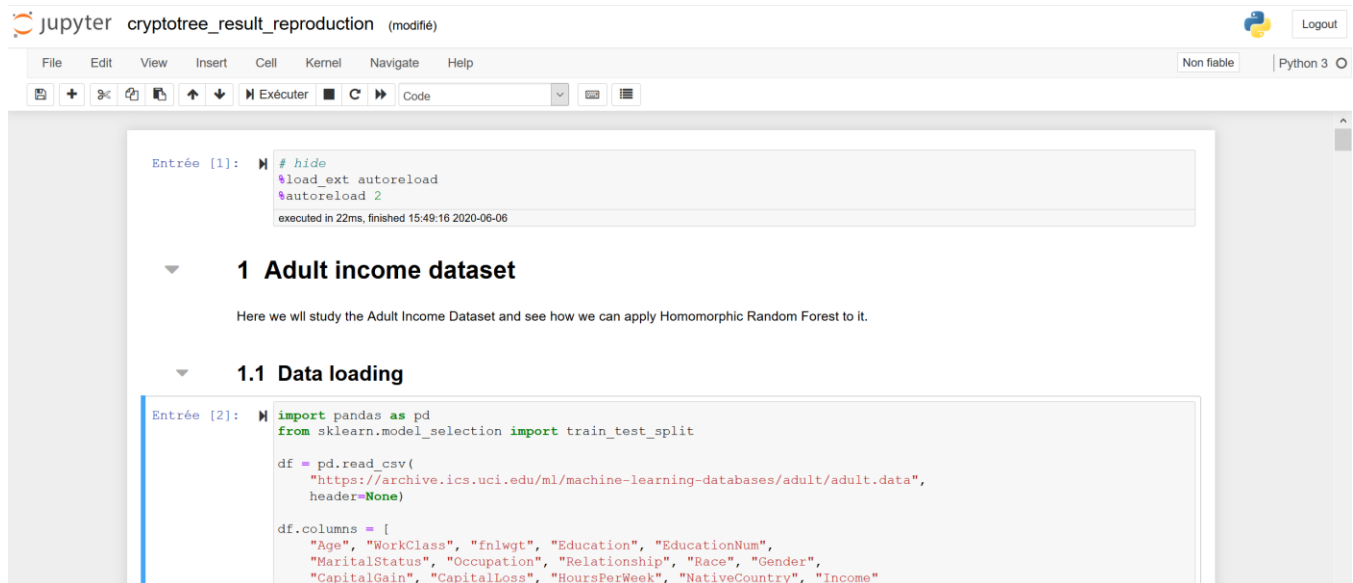 jupyter cryptotree_result_reproduction (modifié) Logout
File Edit View Insert Cell Kernel Navigate Help Non fiable Python 3
Exécuter Code
Entrée [1]: # hide
%load_ext autoreload
%autoreload 2
executed in 22ms, finished 15:49:16 2020-06-06
1 Adult income dataset
Here we wll study the Adult Income Dataset and see how we can apply Homomorphic Random Forest to it.
1.1 Data loading
Entrée [2]: import pandas as pd
from sklearn.model_selection import train_test_split
df = pd.read_csv(
"https://archive.ics.uci.edu/ml/machine-learning-databases/adult/adult.data",
header=None)
df.columns = [
"Age", "WorkClass", "fnlwgt", "Education", "EducationNum",
"MaritalStatus", "Occupation", "Relationship", "Race", "Gender",
"CapitalGain", "CapitalLoss", "HoursPerWeek", "NativeCountry", "Income"